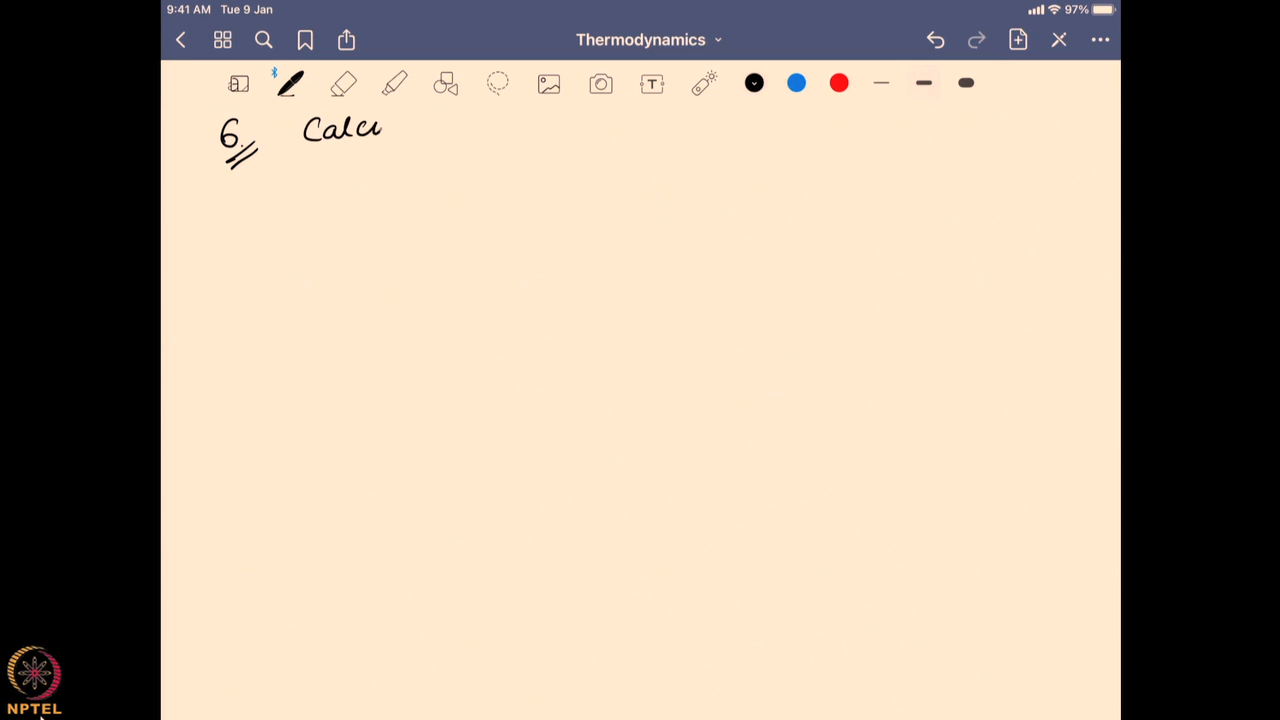 9:41 AM Tue 9 Jan 97%
Thermodynamics
T
6. Calcu
NPTEL